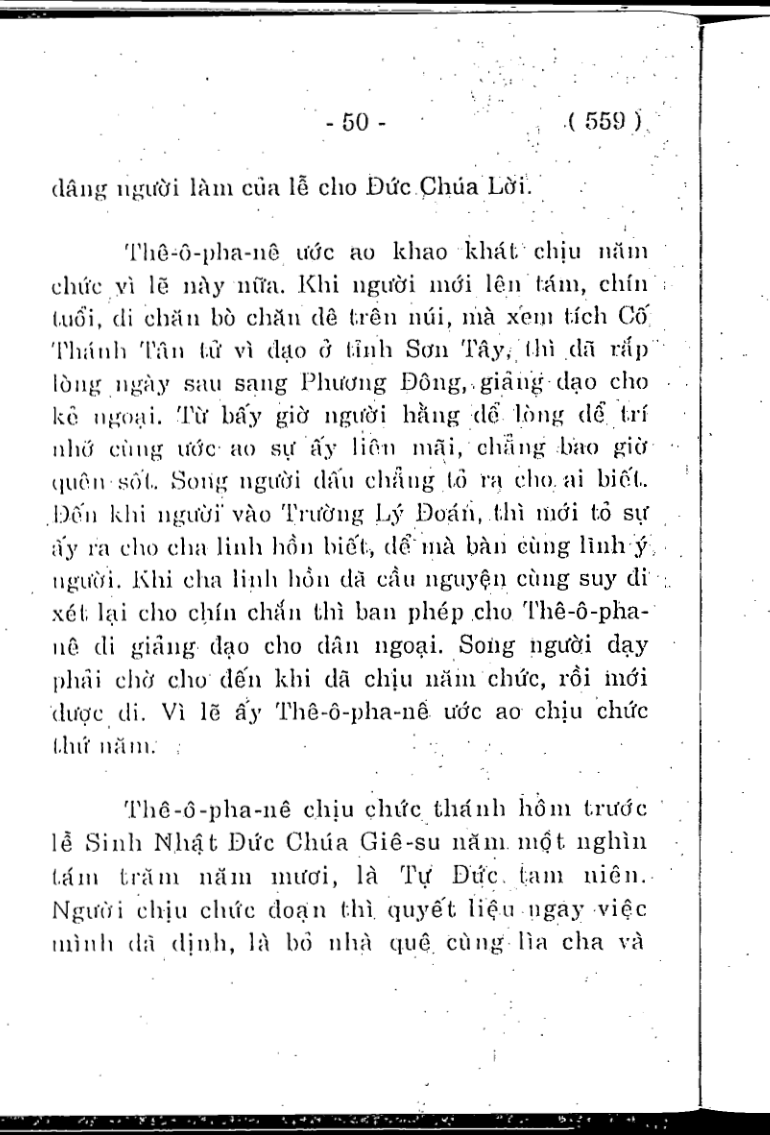 - 50 - ( 559 )
dâng người làm của lễ cho Đức Chúa Lời.
Thê-ô-pha-nê ước ao khao khát chịu năm
chức vì lẽ này nữa. Khi người mới lên tám, chín
tuổi, đi chăn bò chăn dê trên núi, mà xem tích Cố
Thánh Tân tử vì đạo ở tỉnh Sơn Tây, thì đã rắp
lòng ngày sau sang Phương Đông, giảng đạo cho
kẻ ngoại. Từ bấy giờ người hằng để lòng để trí
nhớ cùng ước ao sự ấy liên mãi, chẳng bao giờ
quên sốt. Song người dấu chẳng tỏ ra cho ai biết.
Đến khi người vào Trường Lý Đoán, thì mới tỏ sự
ấy ra cho cha linh hồn biết, để mà bàn cùng lĩnh ý
người. Khi cha linh hồn đã cầu nguyện cùng suy đi
xét lại cho chín chắn thì ban phép cho Thê-ô-pha-
nê đi giảng đạo cho dân ngoại. Song người dạy
phải chờ cho đến khi đã chịu năm chức, rồi mới
được đi. Vì lẽ ấy Thê-ô-pha-nê ước ao chịu chức
thứ năm.
Thê-ô-pha-nê chịu chức thánh hôm trước
lễ Sinh Nhật Đức Chúa Giê-su năm một nghìn
tám trăm năm mươi, là Tự Đức tam niên.
Người chịu chức đoạn thì quyết liệu ngay việc
mình đã định, là bỏ nhà quê cùng lìa cha và